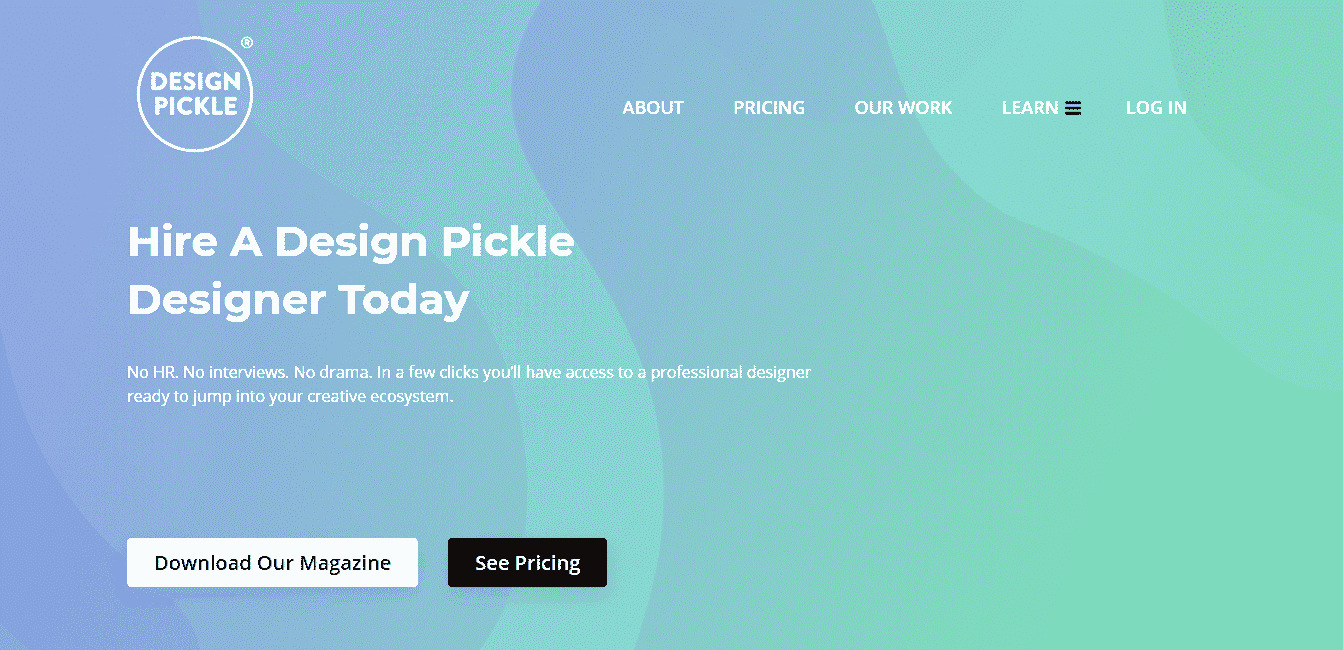 DESIGN
PICKLE
®
ABOUT
PRICING
OUR WORK
LEARN
LOG IN
Hire A Design Pickle
Designer Today
No HR. No interviews. No drama. In a few clicks you'll have access to a professional designer
ready to jump into your creative ecosystem.
Download Our Magazine
See Pricing